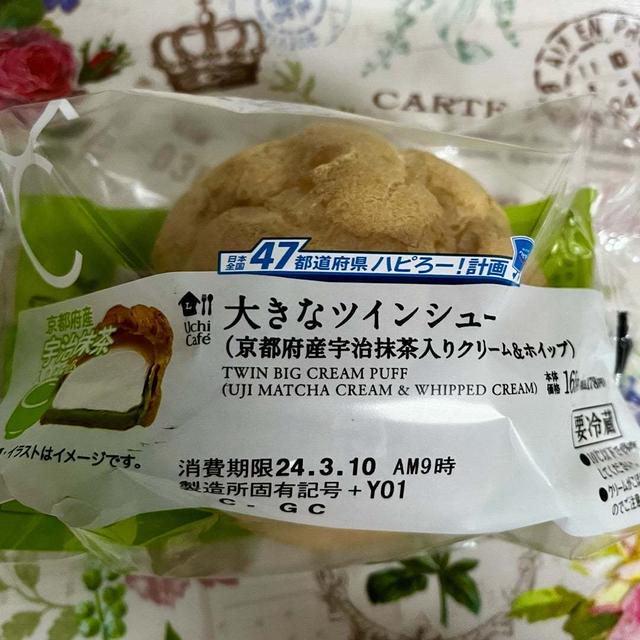 CARTE
日本全国47都道府県ハピろー!計画
Uchi Café
大きなツインシュー
(京都府産宇治抹茶入りクリーム&ホイップ)
TWIN BIG CREAM PUFF
(UJI MATCHA CREAM & WHIPPED CREAM)
本体価格
要冷蔵
京都府産
宇治抹茶
イラストはイメージです。
消費期限24.3.10 AM9時
製造所固有記号+Y01
C-GC